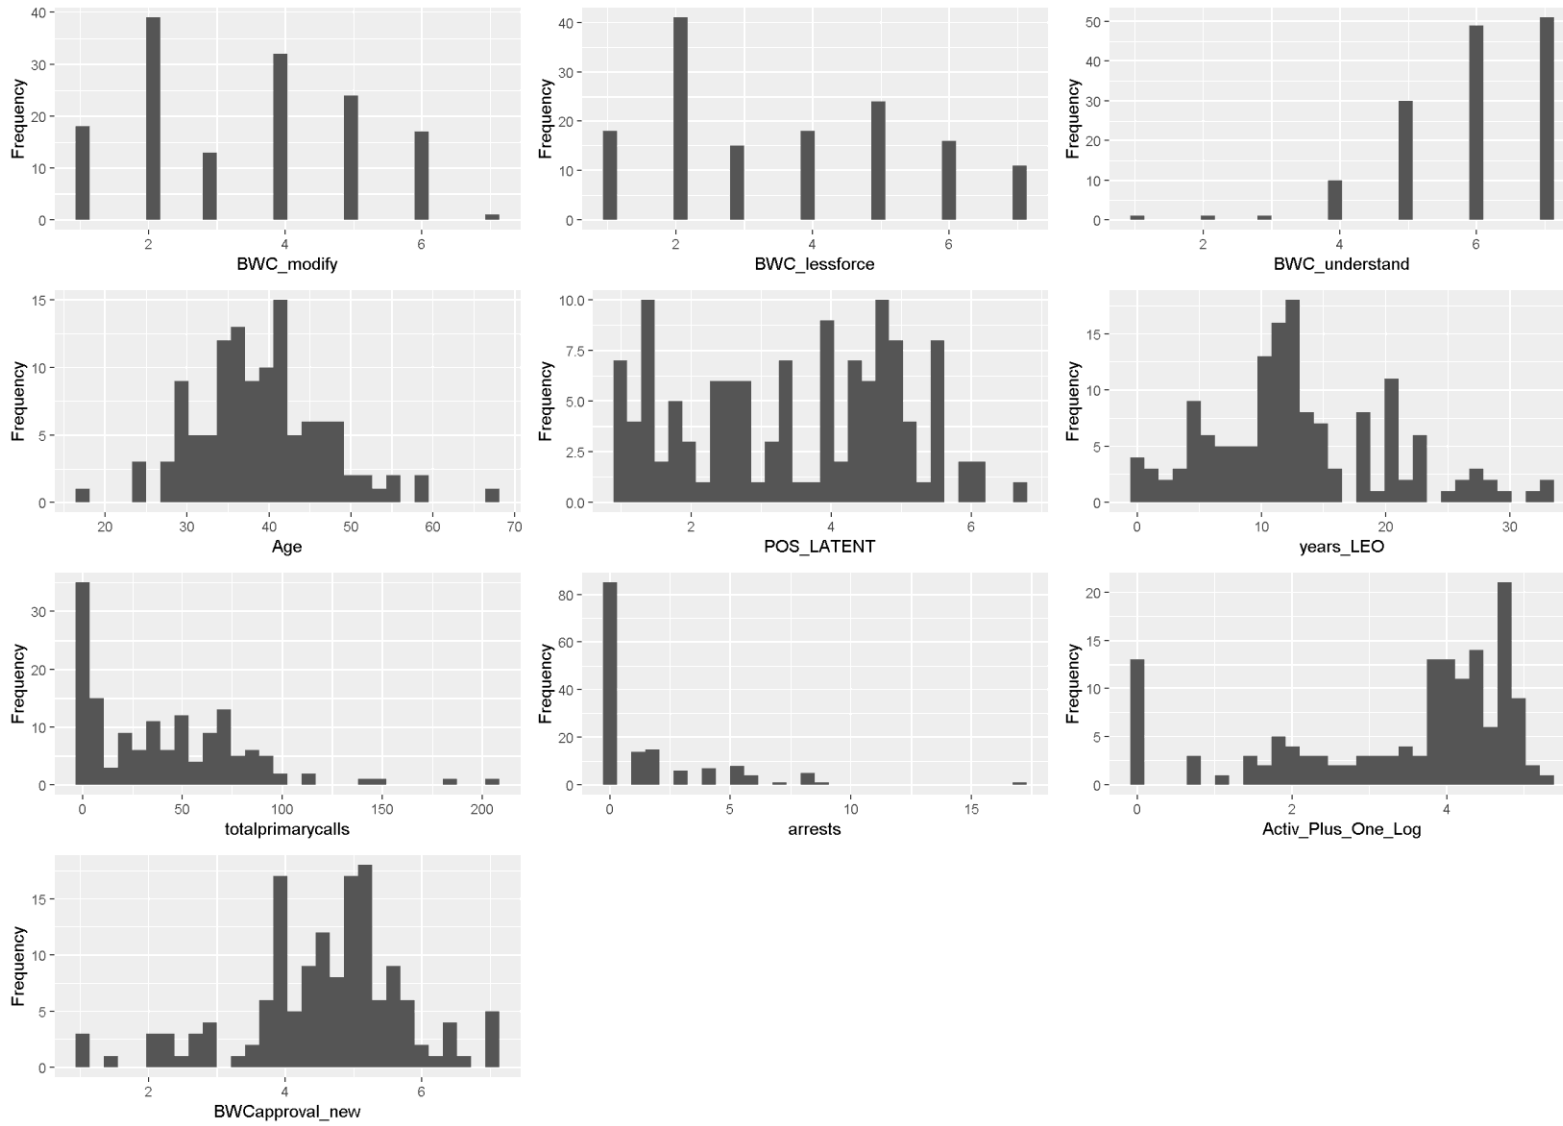 40
30
20
10
0
Frequency
2 4 6
BWC_modify
40
30
20
10
0
Frequency
2 4 6
BWC_lessforce
50
40
30
20
10
0
Frequency
2 4 6
BWC_understand
15
10
5
0
Frequency
20 30 40 50 60 70
Age
10.0
7.5
5.0
2.5
0.0
Frequency
2 4 6
POS_LATENT
15
10
5
0
Frequency
0 10 20 30
years_LEO
30
20
10
0
Frequency
0 50 100 150 200
totalprimarycalls
80
60
40
20
0
Frequency
0 5 10 15
arrests
20
15
10
5
0
Frequency
0 2 4
Activ_Plus_One_Log
15
10
5
0
Frequency
2 4 6
BWCapproval_new